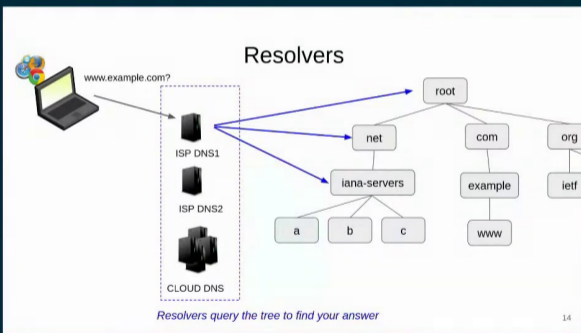 Resolvers
www.example.com?
root
net
com
org
ISP DNS1
iana-servers
example
ietf
ISP DNS2
a
b
c
www
CLOUD DNS
Resolvers query the tree to find your answer
14